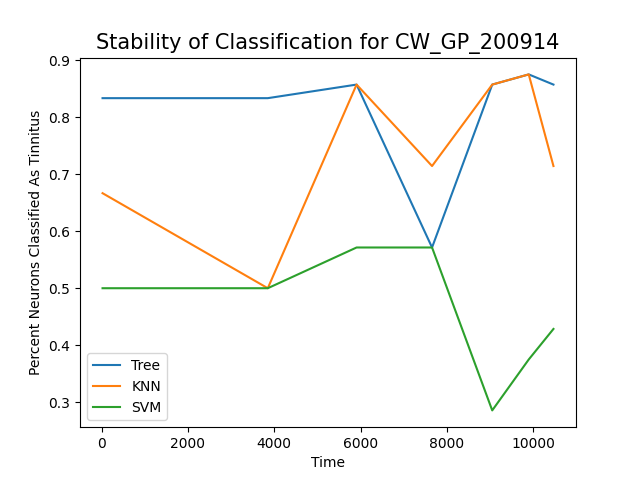 Stability of Classification for CW_GP_200914
Percent Neurons Classified As Tinnitus
0.9
0.8
0.7
0.6
0.5
0.4
0.3
Tree
KNN
SVM
0 2000 4000 6000 8000 10000
Time